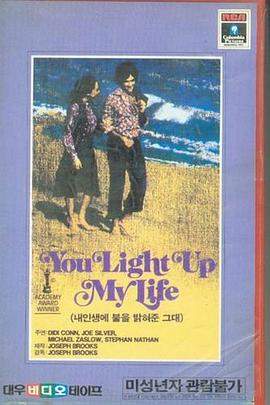 RCA
Columbia
Pictures
You Light Up
My Life
ACADEMY
AWARD
WINNER
(내인생에 불을 밝혀준 그대)
주연: DIDI CONN, JOE SILVER,
MICHAEL ZASLOW, STEPHAN NATHAN
제작: JOSEPH BROOKS
감독: JOSEPH BROOKS
대우비디오테이프
미성년자 관람불가